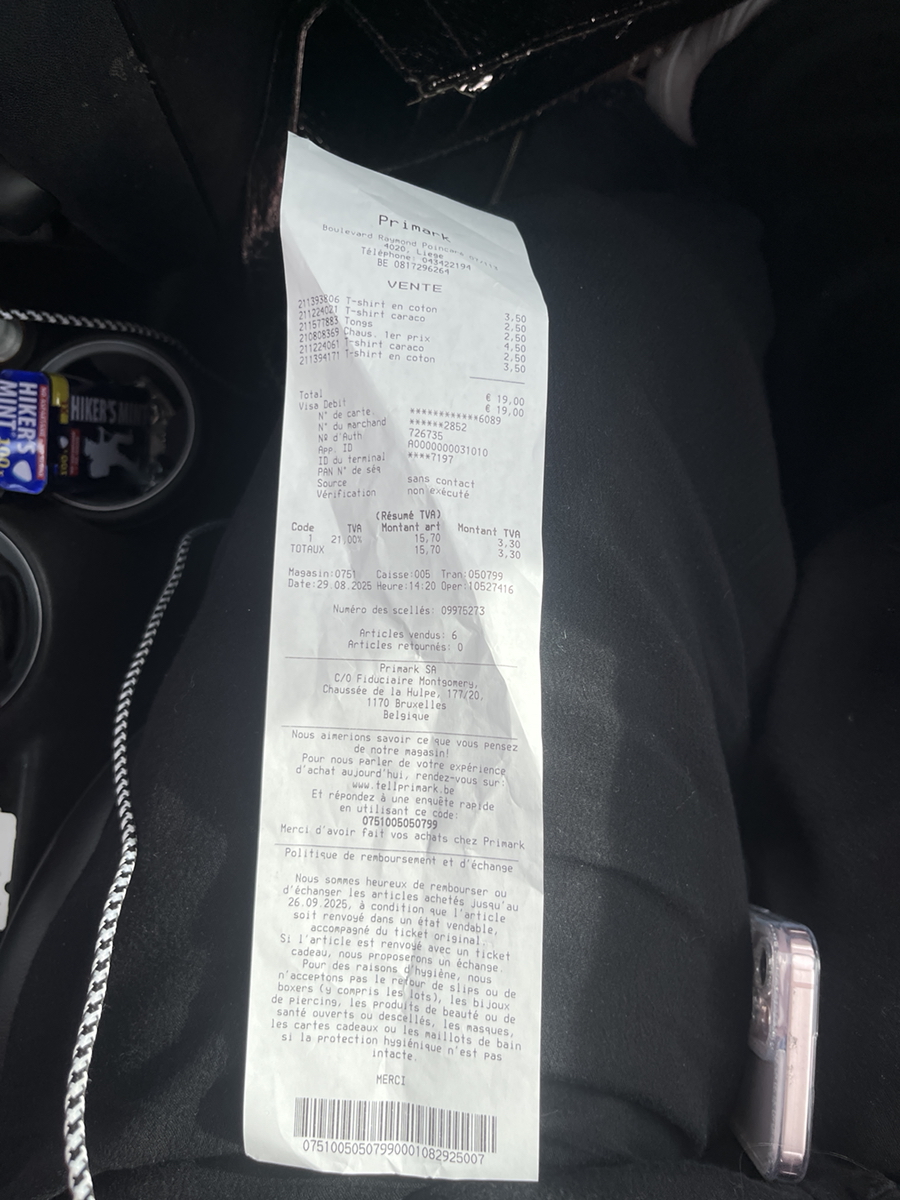 Primark
Boulevard Raymond Poincare
4020, Liege
Téléphone: 043422194
BE 0817296264
VENTE
211393806 T-shirt en coton 3,50
211224021 T-shirt caraco 2,50
211577883 Tongs 2,50
210808369 Chaus. 1er prix 4,50
211224061 T-shirt caraco 2,50
211394171 T-shirt en coton 3,50
Total € 19,00
Visa Debit € 19,00
N° de carte ************6089
N° du marchand ******2852
Nº d'Auth 726735
App. ID A0000000031010
ID du terminal ****7197
PAN N° de séq
Source sans contact
Vérification non exécuté
(Résumé TVA)
Code TVA Montant art Montant TVA
1 21,00% 15,70 3,30
TOTAUX 15,70 3,30
Magasin:0751 Caisse:005 Tran:050799
Date:29.08.2025 Heure:14:20 Oper:10527416
Numéro des scellés: 09975273
Articles vendus: 6
Articles retournés: 0
Primark SA
C/O Fiduciaire Montgomery,
Chaussée de la Hulpe, 177/20,
1170 Bruxelles
Belgique
Nous aimerions savoir ce que vous pensez
de notre magasin!
Pour nous parler de votre expérience
d'achat aujourd'hui, rendez-vous sur:
www.tellprimark.be
Et répondez à une enquête rapide
en utilisant ce code:
0751005050799
Merci d'avoir fait vos achats chez Primark
Politique de remboursement et d'échange
Nous sommes heureux de rembourser ou
d'échanger les articles achetés jusqu'au
26.09.2025, à condition que l'article
soit renvoyé dans un état vendable,
accompagné du ticket original.
Si l'article est renvoyé avec un ticket
cadeau, nous proposerons un échange.
Pour des raisons d'hygiène, nous
n'acceptons pas le retour de slips ou de
boxers (y compris les lots), les bijoux
de piercing, les produits de beauté ou de
santé ouverts ou descellés, les masques,
les cartes cadeaux ou les maillots de bain
si la protection hygiénique n'est pas
intacte.
MERCI
07510050507990001082925007
HIKER'S
MINT
HIKER'S MINT